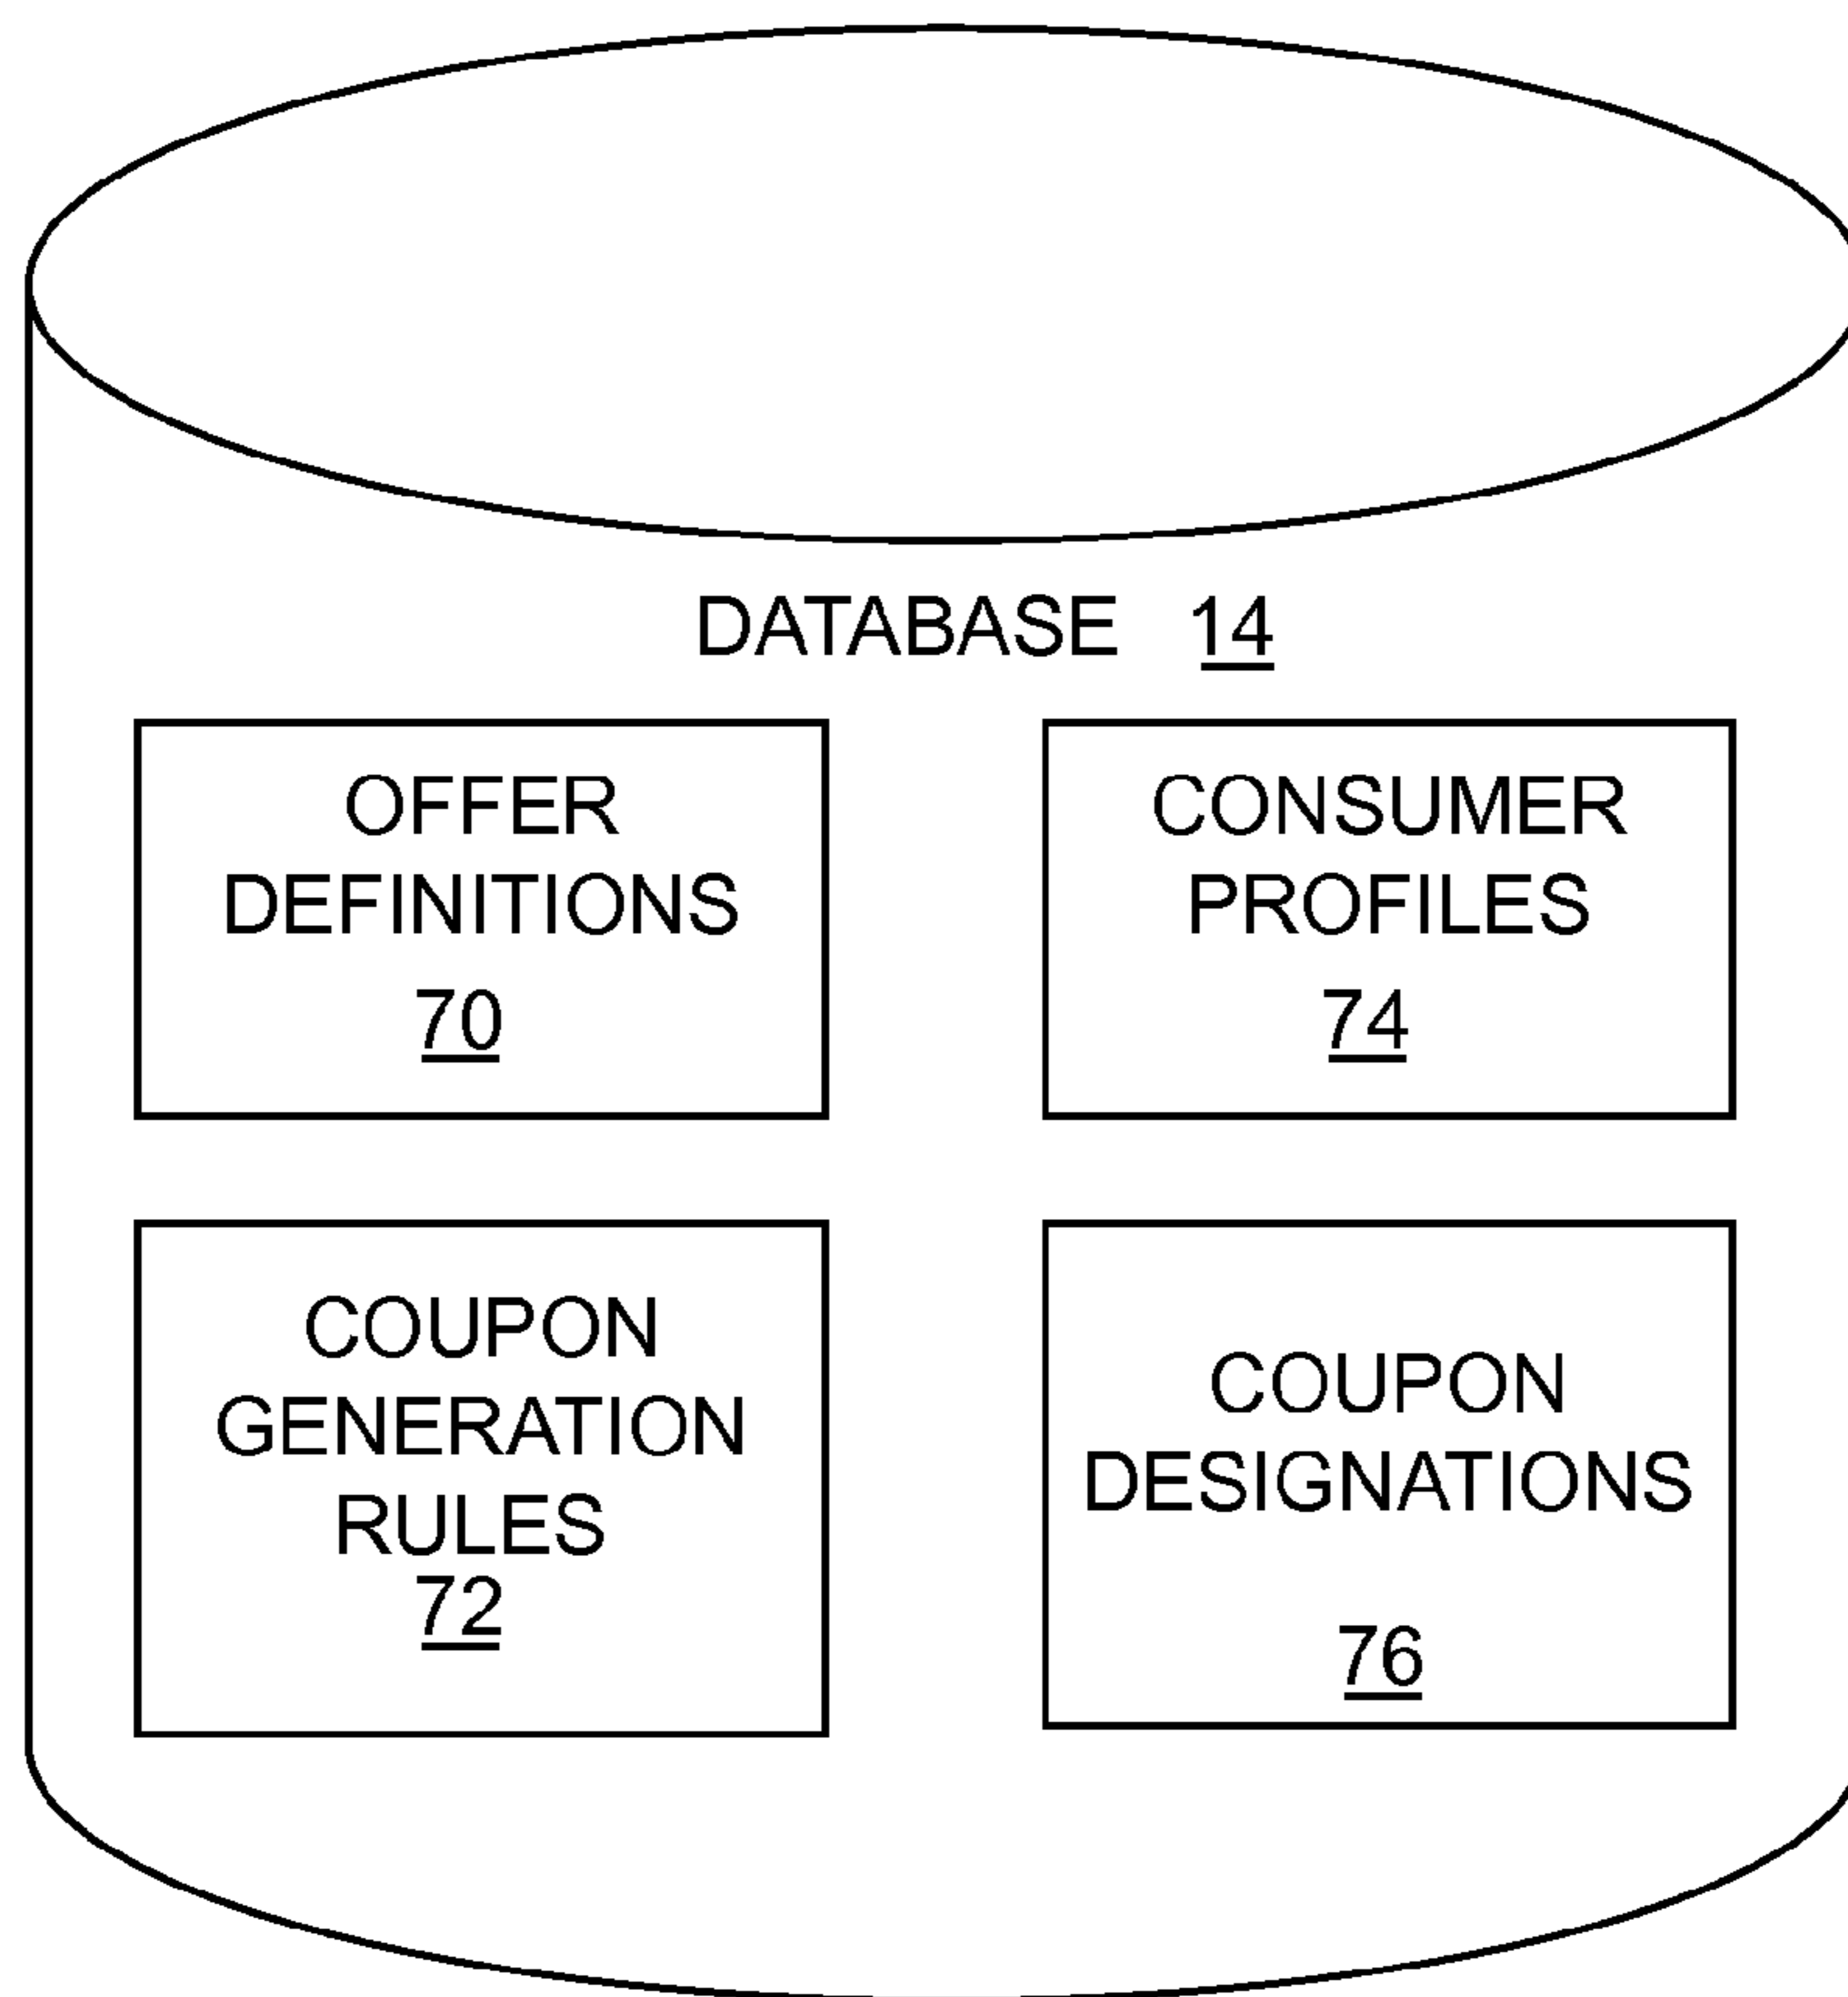 DATABASE 14
OFFER
DEFINITIONS
70
CONSUMER
PROFILES
74
COUPON
GENERATION
RULES
72
COUPON
DESIGNATIONS
76